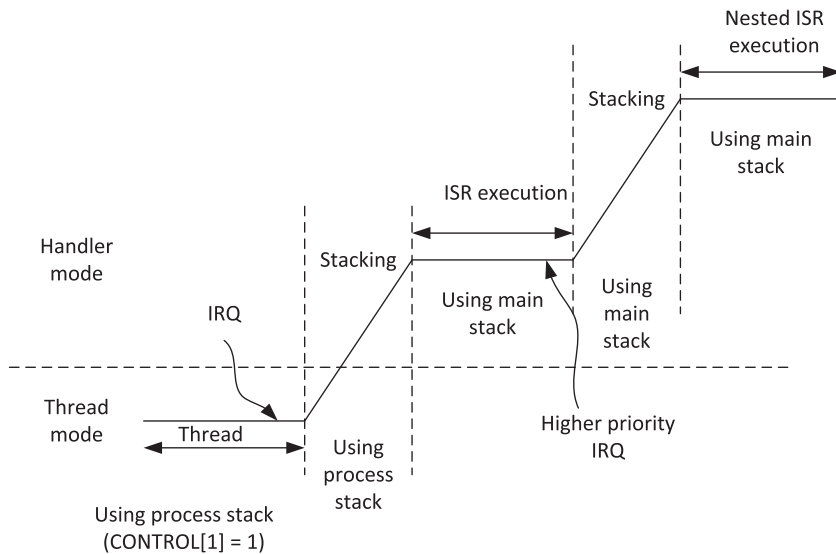 Nested ISR
execution
Stacking
Using main
stack
ISR execution
Handler
mode
Stacking
Using main
stack
Using
main
stack
IRQ
Thread
mode
Thread
Using
process
stack
Higher priority
IRQ
Using process stack
(CONTROL[1] = 1)